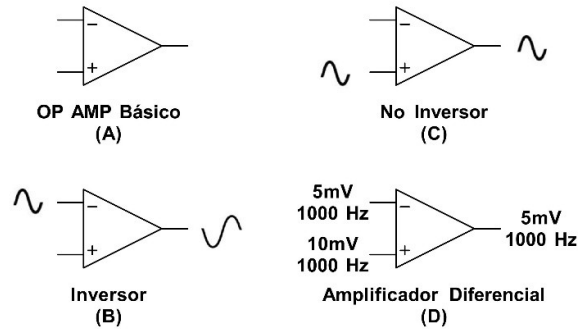 −
+
OP AMP Básico
(A)
−
+
No Inversor
(C)
−
+
Inversor
(B)
5mV
1000 Hz
10mV
1000 Hz
−
+
5mV
1000 Hz
Amplificador Diferencial
(D)